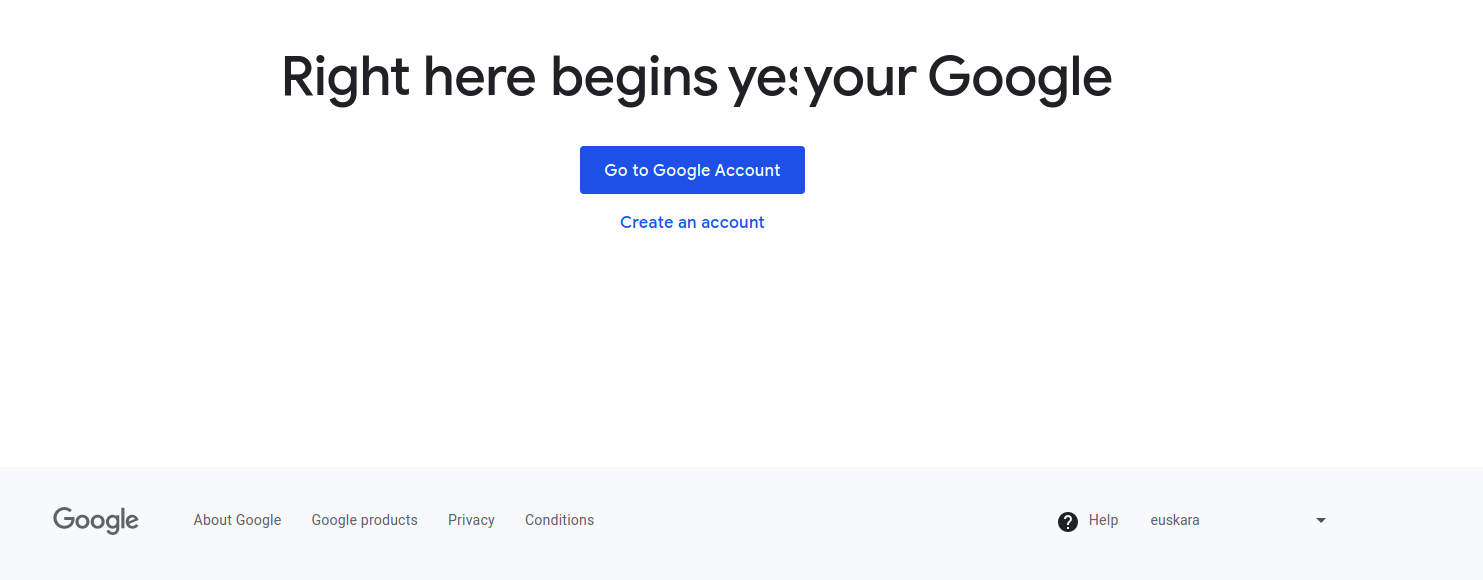 Right here begins yes your Google
Go to Google Account
Create an account
Google About Google Google products Privacy Conditions Help euskara